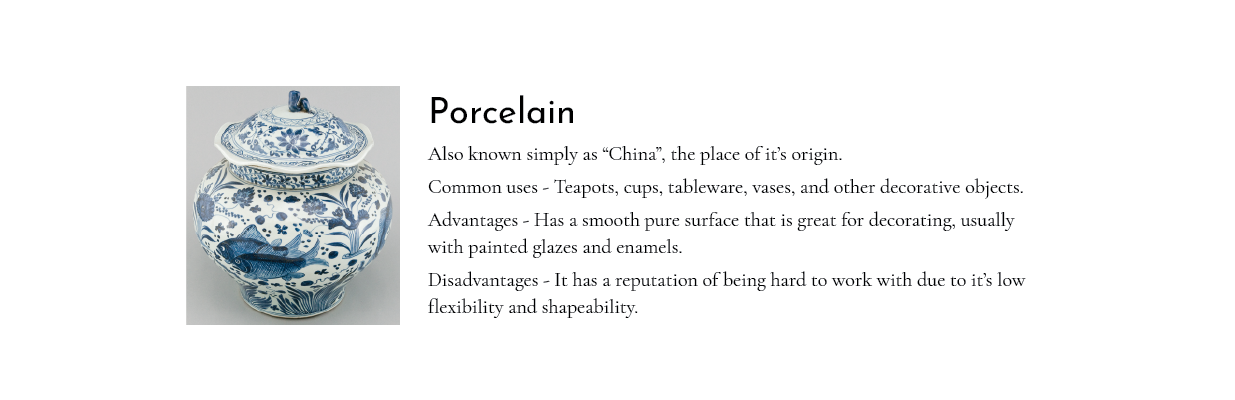 Porcelain
Also known simply as “China”, the place of it’s origin.
Common uses - Teapots, cups, tableware, vases, and other decorative objects.
Advantages - Has a smooth pure surface that is great for decorating, usually
with painted glazes and enamels.
Disadvantages - It has a reputation of being hard to work with due to it’s low
flexibility and shapeability.